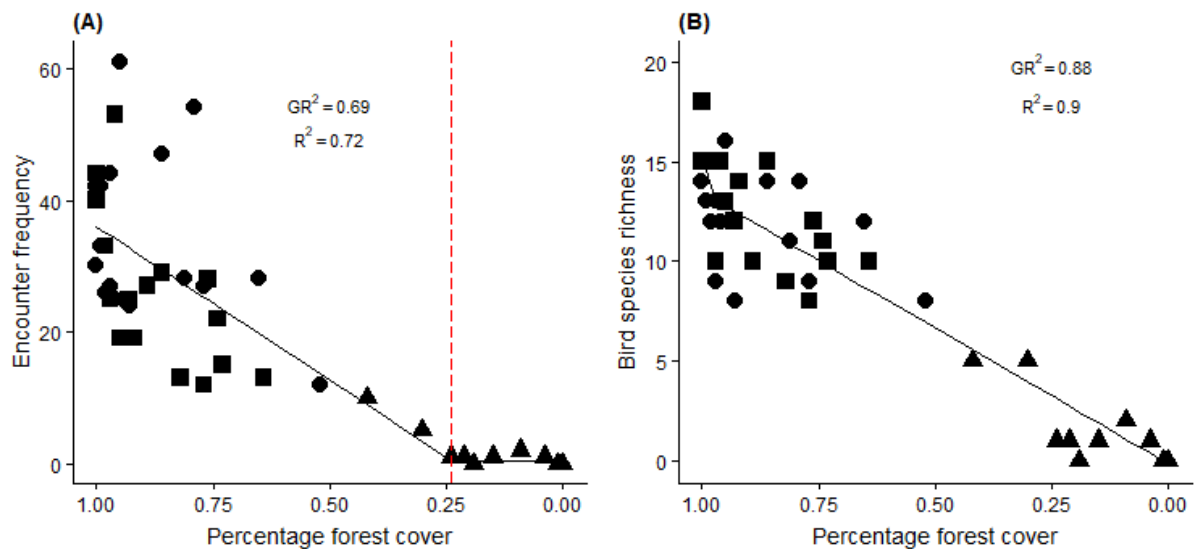 (A)
GR² = 0.69
R² = 0.72
Encounter frequency
60
40
20
0
1.00 0.75 0.50 0.25 0.00
Percentage forest cover
(B)
GR² = 0.88
R² = 0.9
Bird species richness
20
15
10
5
0
1.00 0.75 0.50 0.25 0.00
Percentage forest cover